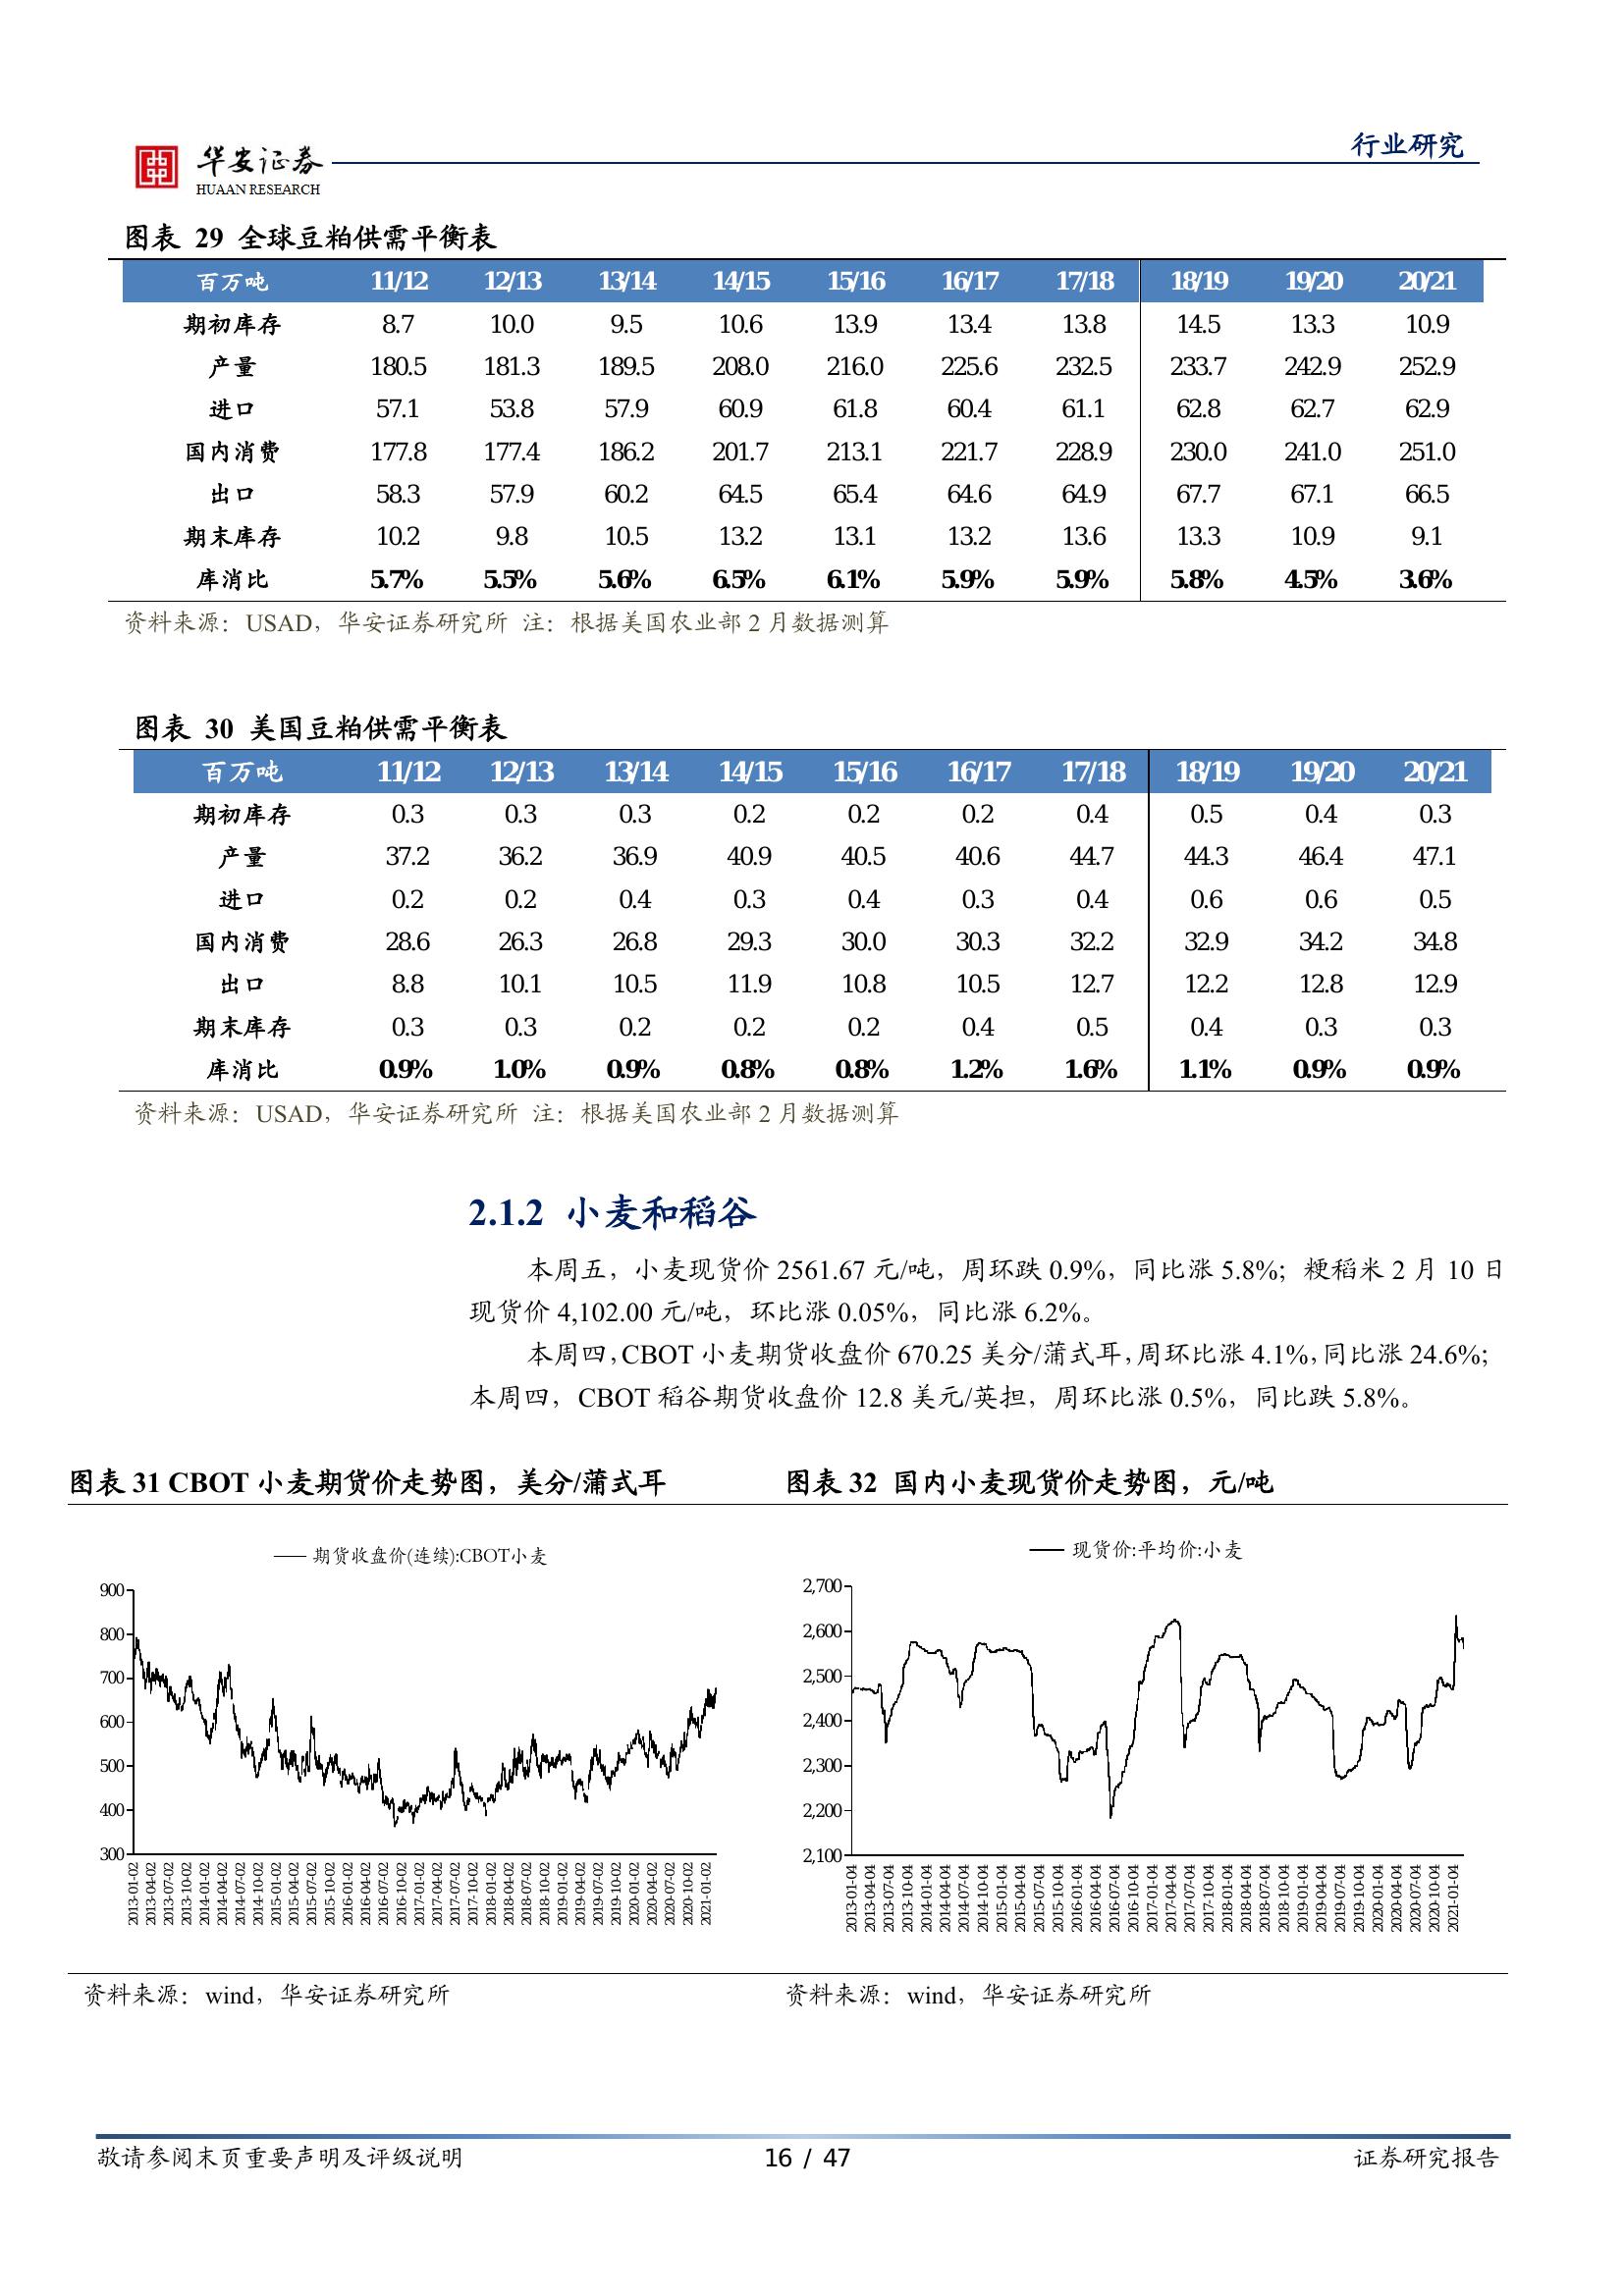 行业研究
华安证券
HUAAN RESEARCH
图表 29 全球豆粕供需平衡表
百万吨 11/12 12/13 13/14 14/15 15/16 16/17 17/18 18/19 19/20 20/21
期初库存 8.7 10.0 9.5 10.6 13.9 13.4 13.8 14.5 13.3 10.9
产量 180.5 181.3 189.5 208.0 216.0 225.6 232.5 233.7 242.9 252.9
进口 57.1 53.8 57.9 60.9 61.8 60.4 61.1 62.8 62.7 62.9
国内消费 177.8 177.4 186.2 201.7 213.1 221.7 228.9 230.0 241.0 251.0
出口 58.3 57.9 60.2 64.5 65.4 64.6 64.9 67.7 67.1 66.5
期末库存 10.2 9.8 10.5 13.2 13.1 13.2 13.6 13.3 10.9 9.1
库消比 5.7% 5.5% 5.6% 6.5% 6.1% 5.9% 5.9% 5.8% 4.5% 3.6%
资料来源：USAD，华安证券研究所 注：根据美国农业部 2 月数据测算
图表 30 美国豆粕供需平衡表
百万吨 11/12 12/13 13/14 14/15 15/16 16/17 17/18 18/19 19/20 20/21
期初库存 0.3 0.3 0.3 0.2 0.2 0.2 0.4 0.5 0.4 0.3
产量 37.2 36.2 36.9 40.9 40.5 40.6 44.7 44.3 46.4 47.1
进口 0.2 0.2 0.4 0.3 0.4 0.3 0.4 0.6 0.6 0.5
国内消费 28.6 26.3 26.8 29.3 30.0 30.3 32.2 32.9 34.2 34.8
出口 8.8 10.1 10.5 11.9 10.8 10.5 12.7 12.2 12.8 12.9
期末库存 0.3 0.3 0.2 0.2 0.2 0.4 0.5 0.4 0.3 0.3
库消比 0.9% 1.0% 0.9% 0.8% 0.8% 1.2% 1.6% 1.1% 0.9% 0.9%
资料来源：USAD，华安证券研究所 注：根据美国农业部 2 月数据测算
2.1.2 小麦和稻谷
本周五，小麦现货价 2561.67 元/吨，周环跌 0.9%，同比涨 5.8%；粳稻米 2 月 10 日
现货价 4,102.00 元/吨，环比涨 0.05%，同比涨 6.2%。
本周四，CBOT 小麦期货收盘价 670.25 美分/蒲式耳，周环比涨 4.1%，同比涨 24.6%；
本周四，CBOT 稻谷期货收盘价 12.8 美元/英担，周环比涨 0.5%，同比跌 5.8%。
图表 31 CBOT 小麦期货价走势图，美分/蒲式耳
期货收盘价(连续):CBOT小麦
900
800
700
600
500
400
300
2013-01-02 2013-04-02 2013-07-02 2013-10-02 2014-01-02 2014-04-02 2014-07-02 2014-10-02 2015-01-02 2015-04-02 2015-07-02 2015-10-02 2016-01-02 2016-04-02 2016-07-02 2016-10-02 2017-01-02 2017-04-02 2017-07-02 2017-10-02 2018-01-02 2018-04-02 2018-07-02 2018-10-02 2019-01-02 2019-04-02 2019-07-02 2019-10-02 2020-01-02 2020-04-02 2020-07-02 2020-10-02 2021-01-02
资料来源：wind，华安证券研究所
图表 32 国内小麦现货价走势图，元/吨
现货价:平均价:小麦
2,700
2,600
2,500
2,400
2,300
2,200
2,100
2013-01-04 2013-04-04 2013-07-04 2013-10-04 2014-01-04 2014-04-04 2014-07-04 2014-10-04 2015-01-04 2015-04-04 2015-07-04 2015-10-04 2016-01-04 2016-04-04 2016-07-04 2016-10-04 2017-01-04 2017-04-04 2017-07-04 2017-10-04 2018-01-04 2018-04-04 2018-07-04 2018-10-04 2019-01-04 2019-04-04 2019-07-04 2019-10-04 2020-01-04 2020-04-04 2020-07-04 2020-10-04 2021-01-04
资料来源：wind，华安证券研究所
敬请参阅末页重要声明及评级说明 16 / 47 证券研究报告